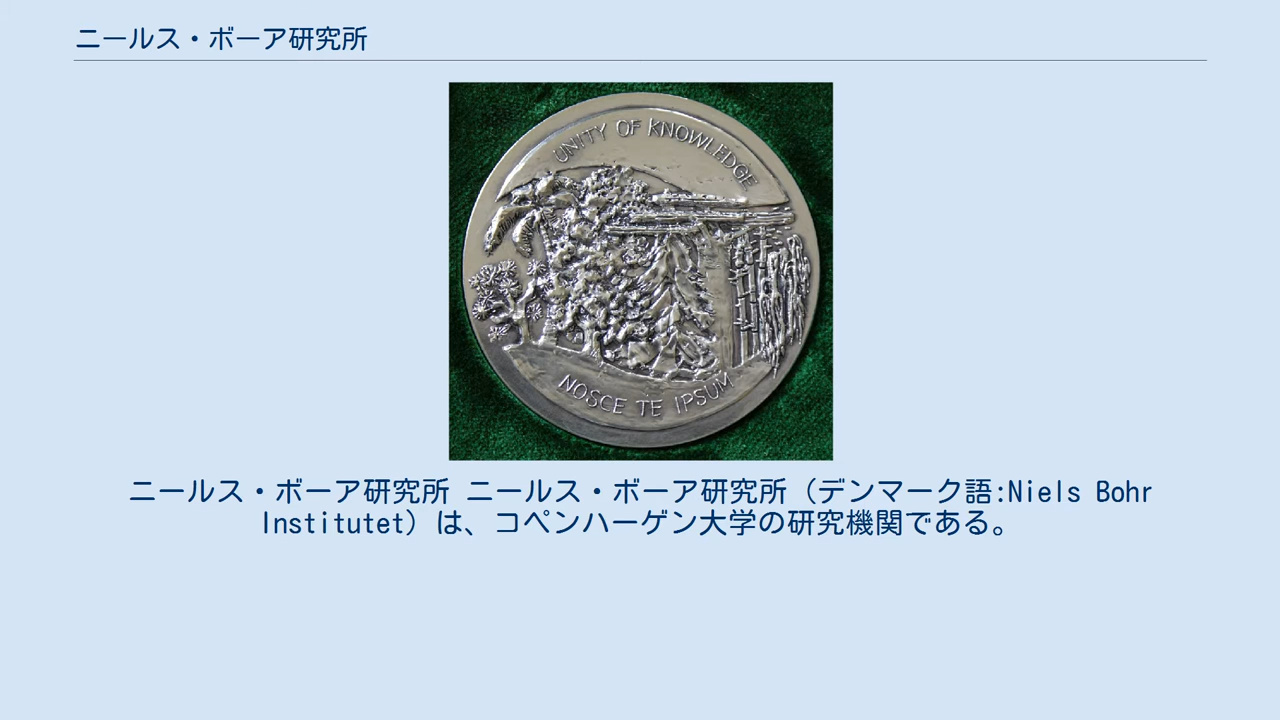 ニールス・ボーア研究所
UNITY OF KNOWLEDGE
NOSCE TE IPSUM
ニールス・ボーア研究所 ニールス・ボーア研究所（デンマーク語:Niels Bohr
Institutet）は、コペンハーゲン大学の研究機関である。